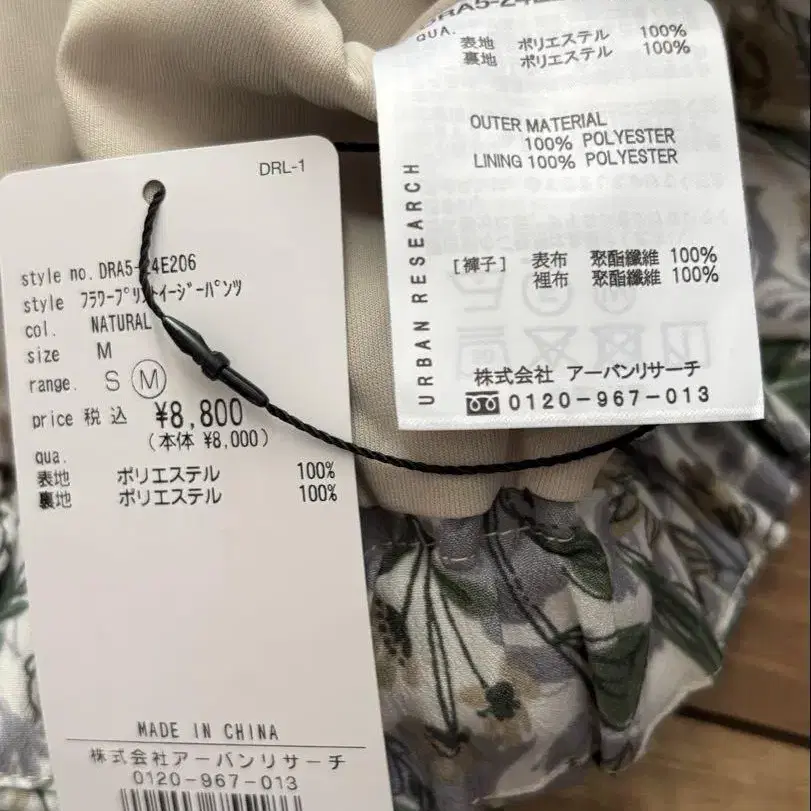 DRL-1
style no. DRA5-24E206
style ﾌﾗﾜｰﾌﾟﾘﾝﾄｲｰｼﾞｰﾊﾟﾝﾂ
col. NATURAL
size M
range. S M
price 税込 ¥8,800
(本体 ¥8,000)
qua.
表地 ポリエステル 100%
裏地 ポリエステル 100%
MADE IN CHINA
株式会社アーバンリサーチ
0120-967-013
QUA.
表地 ポリエステル 100%
裏地 ポリエステル 100%
OUTER MATERIAL
100% POLYESTER
LINING 100% POLYESTER
URBAN RESEARCH
[褲子] 表布 聚酯纖維 100%
裡布 聚酯纖維 100%
株式会社 アーバンリサーチ
0120-967-013